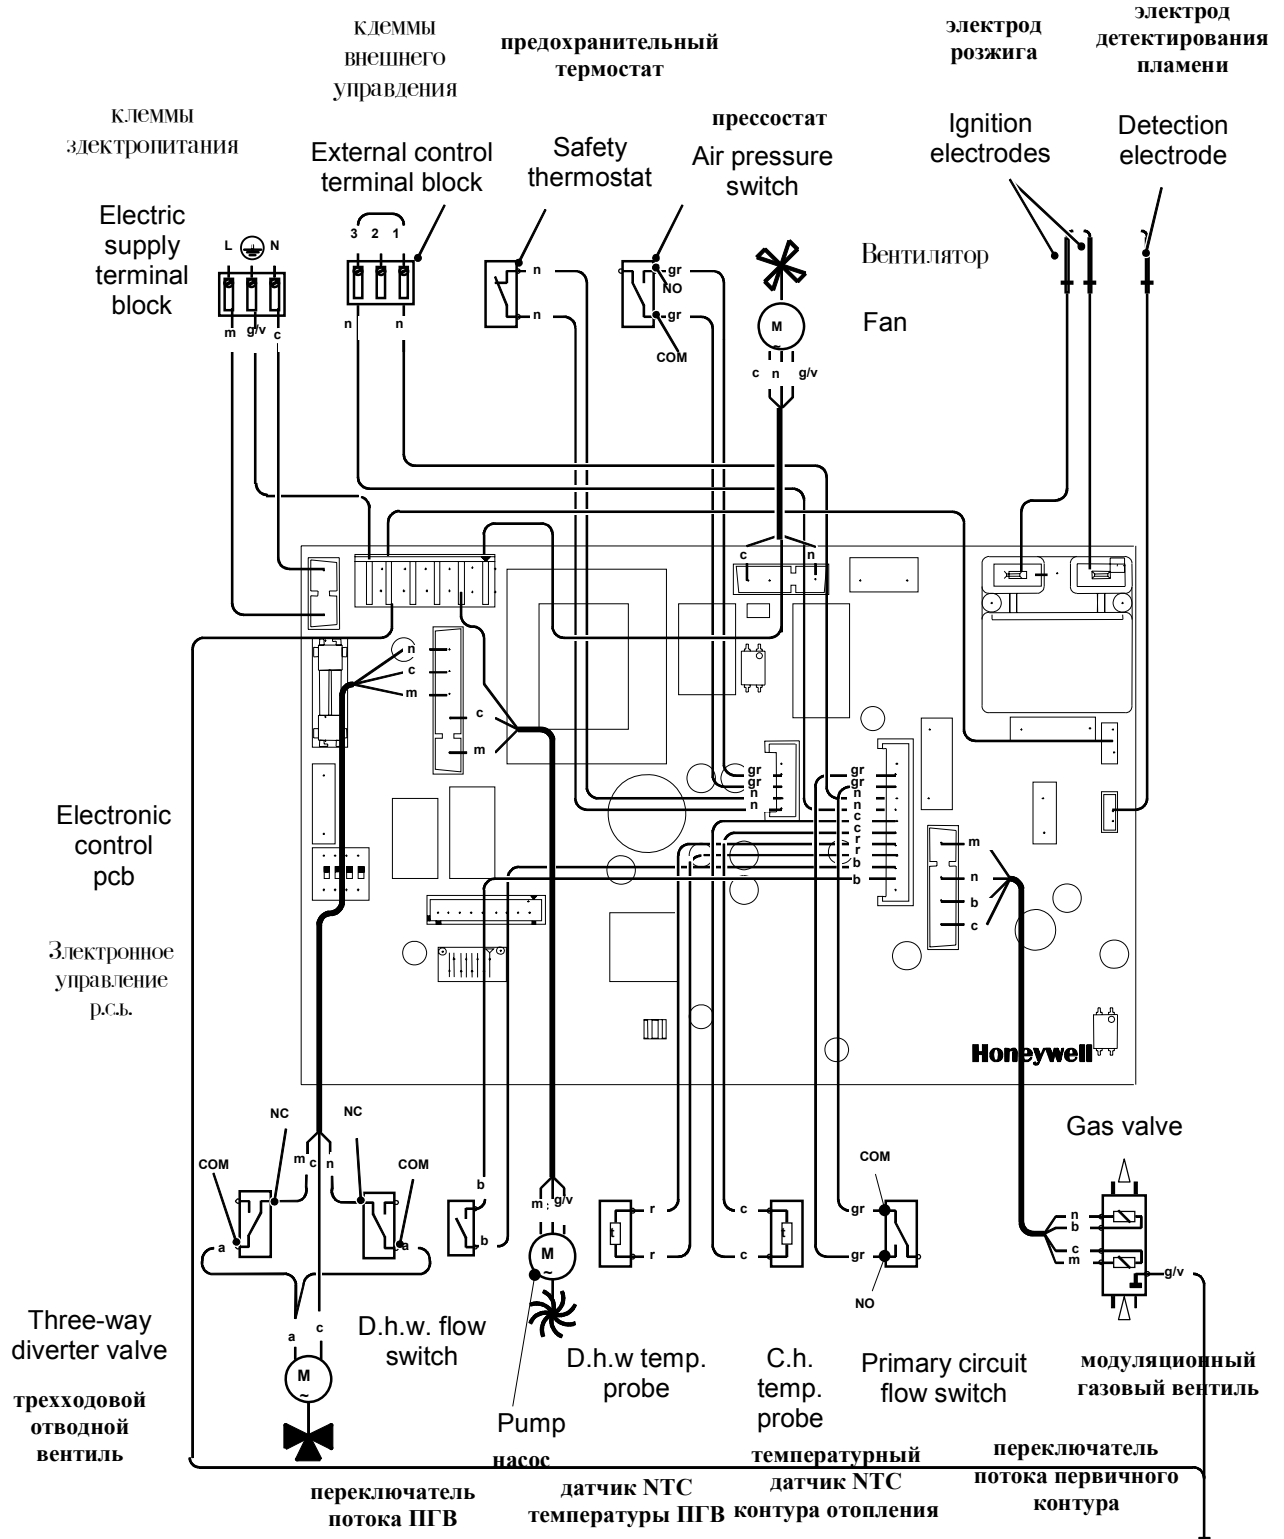 кдеммы
внешнего
управдения
предохранительный
термостат
электрод
розжига
электрод
детектирования
пламени
клеммы
здектропитания
прессостат
External control
terminal block
Safety
thermostat
Air pressure
switch
Ignition
electrodes
Detection
electrode
Electric
supply
terminal
block
L N
3 2 1
n
n
gr
NO
gr
COM
Вентилятор
Fan
M
~
m g/v c
n n
c n g/v
c n
n
c
m
c
m
gr
gr
n
n
gr
gr
n
n
c
c
r
r
b
b
m
n
b
c
Electronic
control
pcb
Злектронное
управление
р.с.ь.
Honeywell
NC
NC
COM
m c n
COM
a
a
b
b
m : g/v
M
~
t
r
r
c
c
t
COM
gr
gr
NO
Gas valve
n
b
c
m
g/v
a c
M
~
Three-way
diverter valve
трехходовой
отводной
вентиль
D.h.w. flow
switch
Pump
насос
D.h.w temp.
probe
C.h.
temp.
probe
Primary circuit
flow switch
модуляционный
газовый вентиль
переключатель
потока ПГВ
датчик NTC
температуры ПГВ
температурный
датчик NTC
контура отопления
переключатель
потока первичного
контура